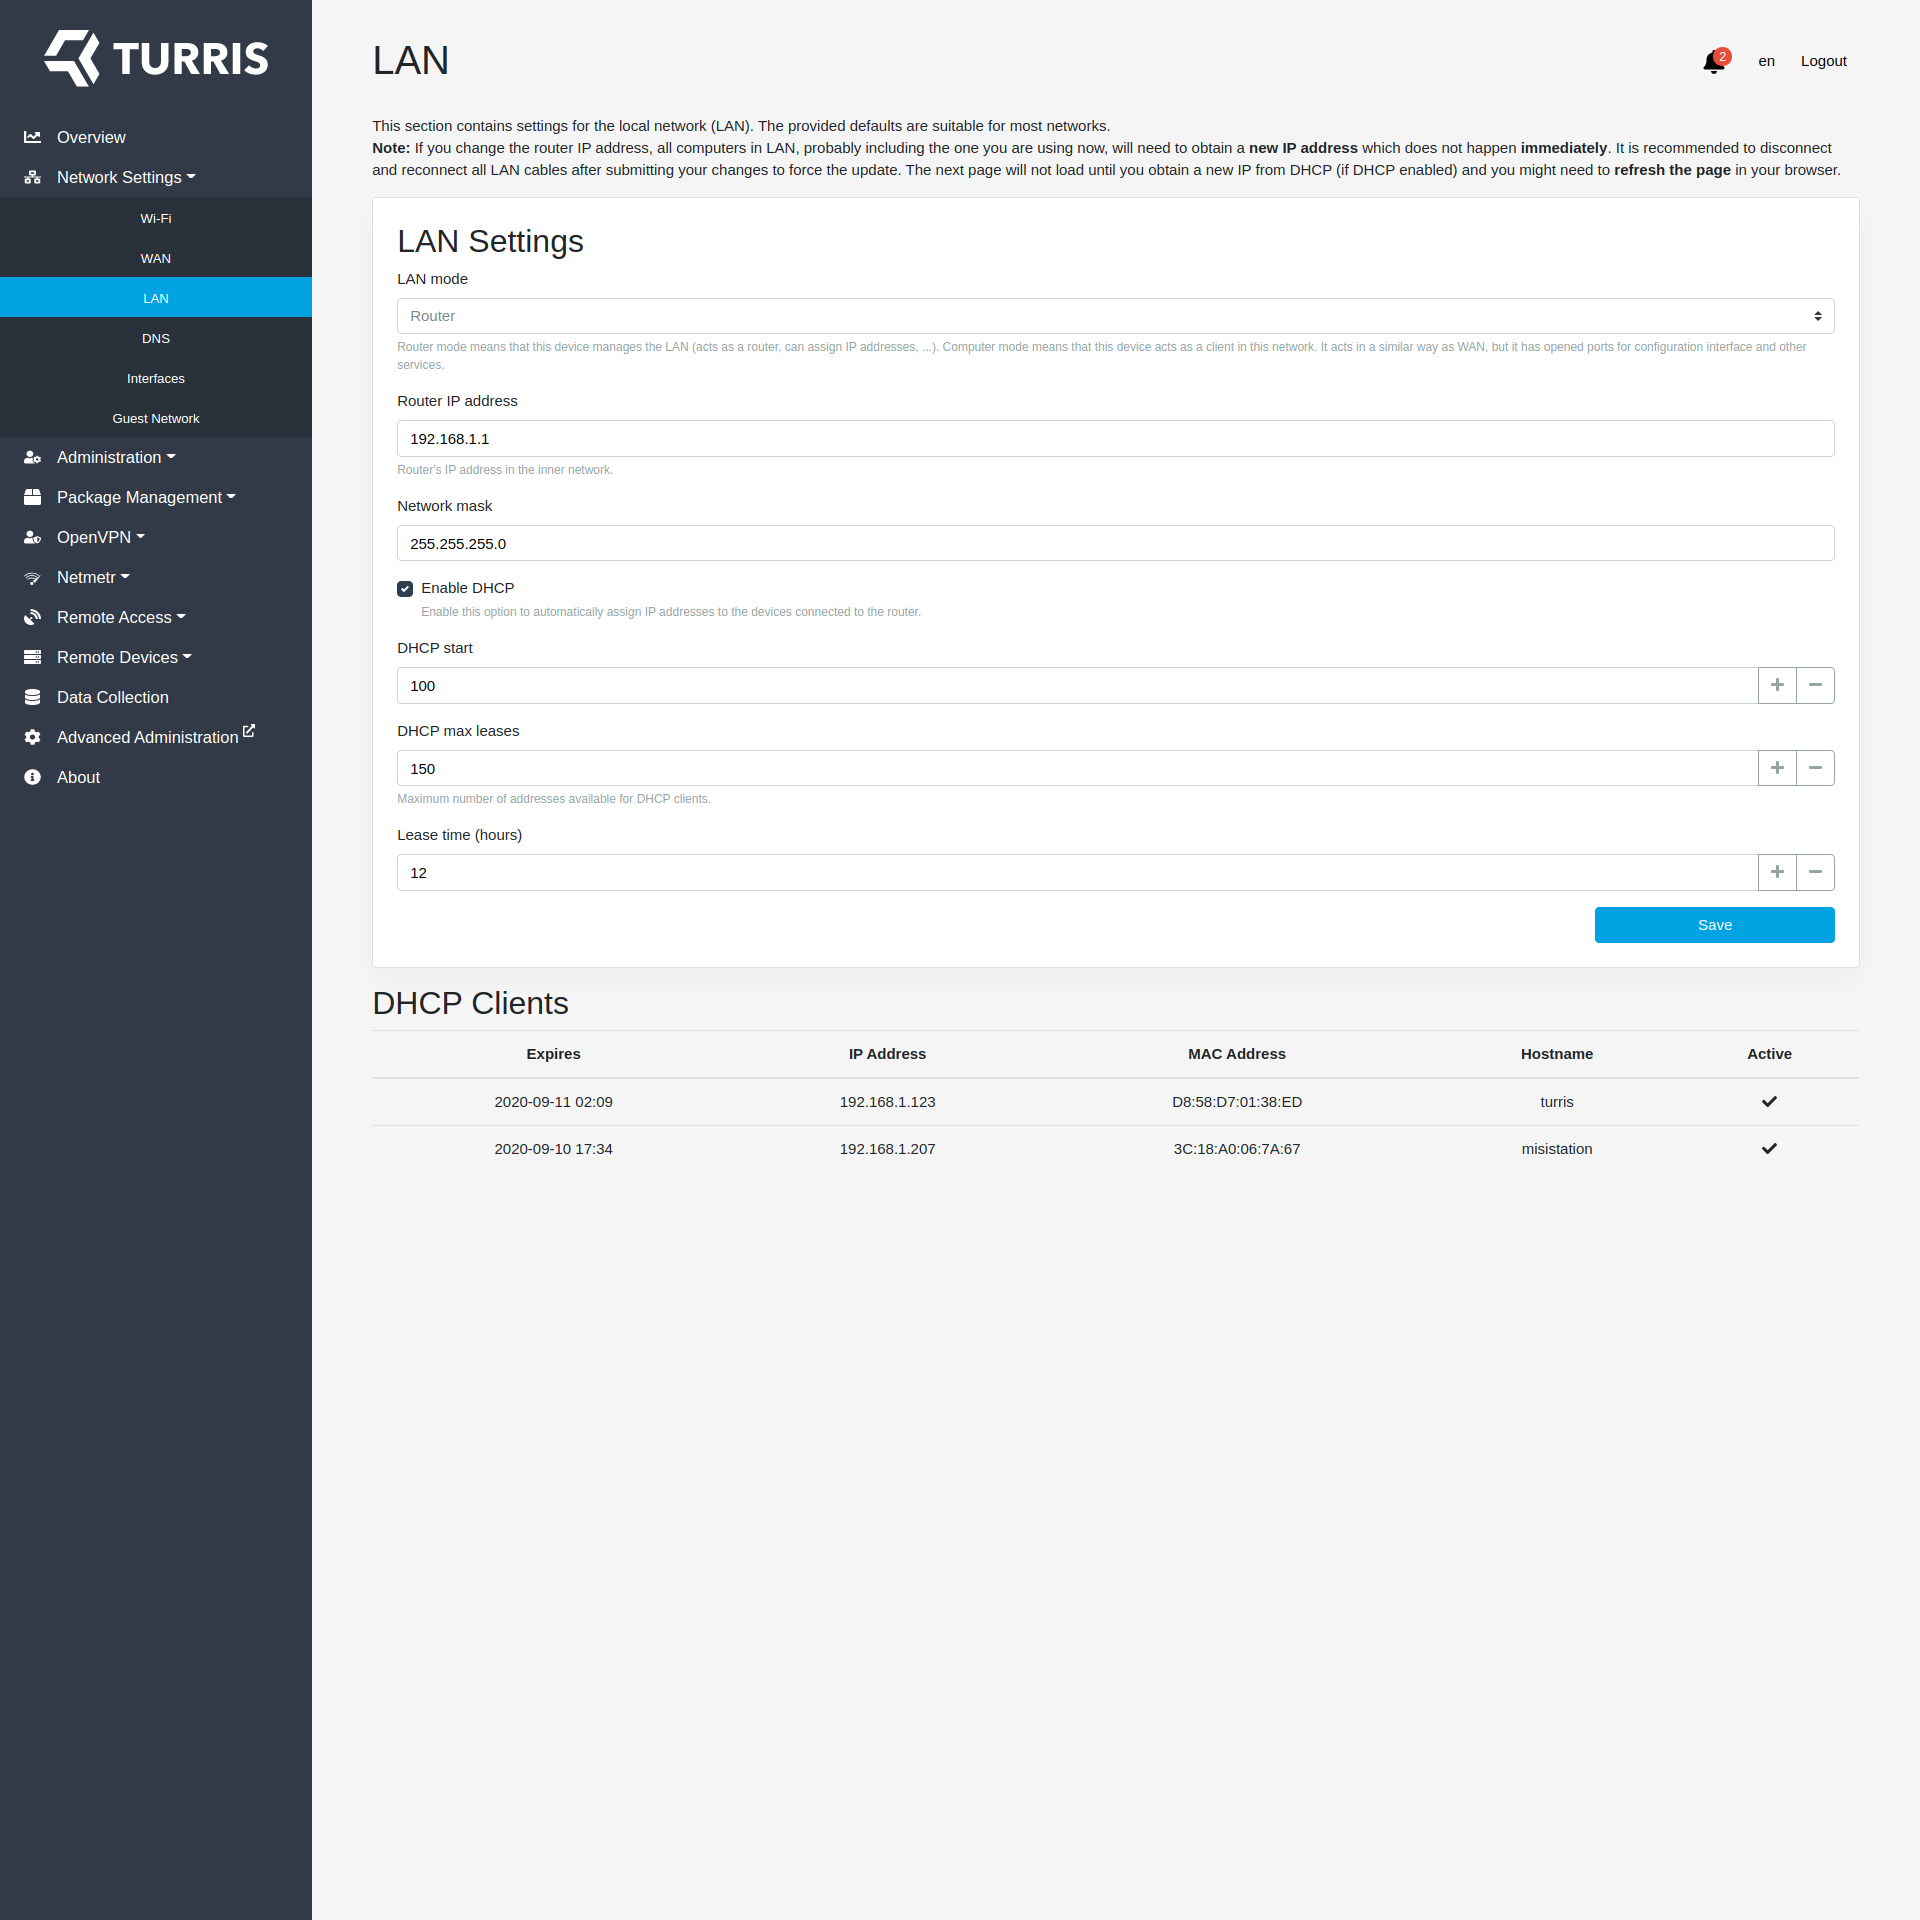 TURRIS
Overview
Network Settings
Wi-Fi
WAN
LAN
DNS
Interfaces
Guest Network
Administration
Package Management
OpenVPN
Netmetr
Remote Access
Remote Devices
Data Collection
Advanced Administration
About
LAN
2
en
Logout
This section contains settings for the local network (LAN). The provided defaults are suitable for most networks.
Note: If you change the router IP address, all computers in LAN, probably including the one you are using now, will need to obtain a new IP address which does not happen immediately. It is recommended to disconnect
and reconnect all LAN cables after submitting your changes to force the update. The next page will not load until you obtain a new IP from DHCP (if DHCP enabled) and you might need to refresh the page in your browser.
LAN Settings
LAN mode
Router
Router mode means that this device manages the LAN (acts as a router, can assign IP addresses, ...). Computer mode means that this device acts as a client in this network. It acts in a similar way as WAN, but it has opened ports for configuration interface and other
services.
Router IP address
192.168.1.1
Router's IP address in the inner network.
Network mask
255.255.255.0
Enable DHCP
Enable this option to automatically assign IP addresses to the devices connected to the router.
DHCP start
100
DHCP max leases
150
Maximum number of addresses available for DHCP clients.
Lease time (hours)
12
Save
DHCP Clients
Expires IP Address MAC Address Hostname Active
2020-09-11 02:09 192.168.1.123 D8:58:D7:01:38:ED turris
2020-09-10 17:34 192.168.1.207 3C:18:A0:06:7A:67 misistation